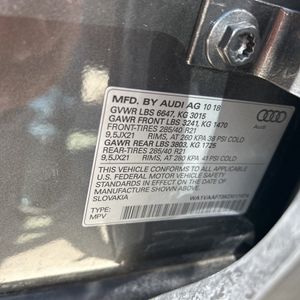 MFD. BY AUDI AG 10 18
GVWR LBS 6647, KG 3015
GAWR FRONT LBS 3241, KG 1470
FRONT-TIRES 285/40 R21
9,5JX21 RIMS, AT 260 KPA 38 PSI COLD
GAWR REAR LBS 3803, KG 1725
REAR-TIRES 285/40 R21
9,5JX21 RIMS, AT 280 KPA 41 PSI COLD
Audi
THIS VEHICLE CONFORMS TO ALL APPLICABLE
U.S.A. FEDERAL MOTOR VEHICLE SAFETY
STANDARDS IN EFFECT ON THE DATE OF
MANUFACTURE SHOWN ABOVE.
TYPE:
MPV
SLOVAKIA